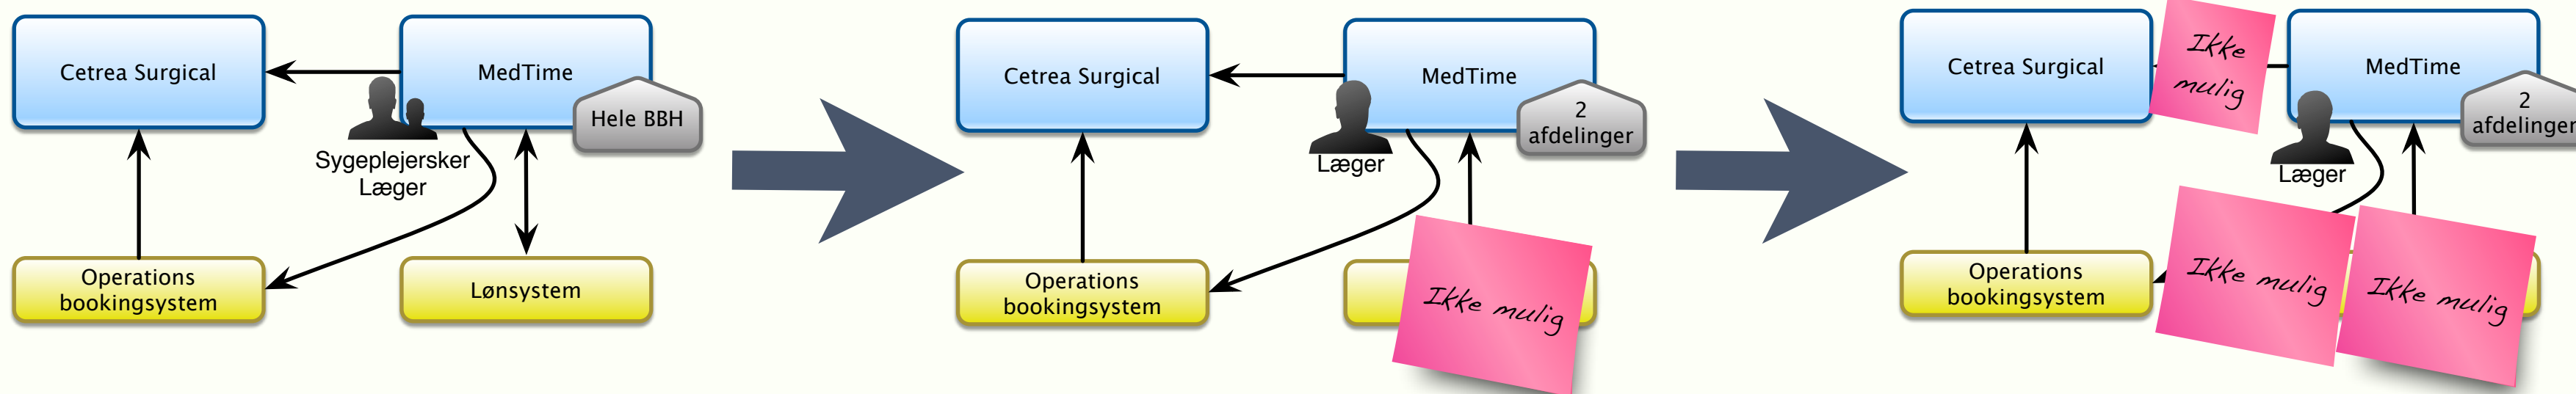 Cetrea Surgical
MedTime
Hele BBH
Sygeplejersker
Læger
Operations
bookingsystem
Lønsystem
Cetrea Surgical
MedTime
2
afdelinger
Læger
Operations
bookingsystem
Ikke mulig
Cetrea Surgical
Ikke
mulig
MedTime
2
afdelinger
Læger
Operations
bookingsystem
Ikke mulig
Ikke mulig